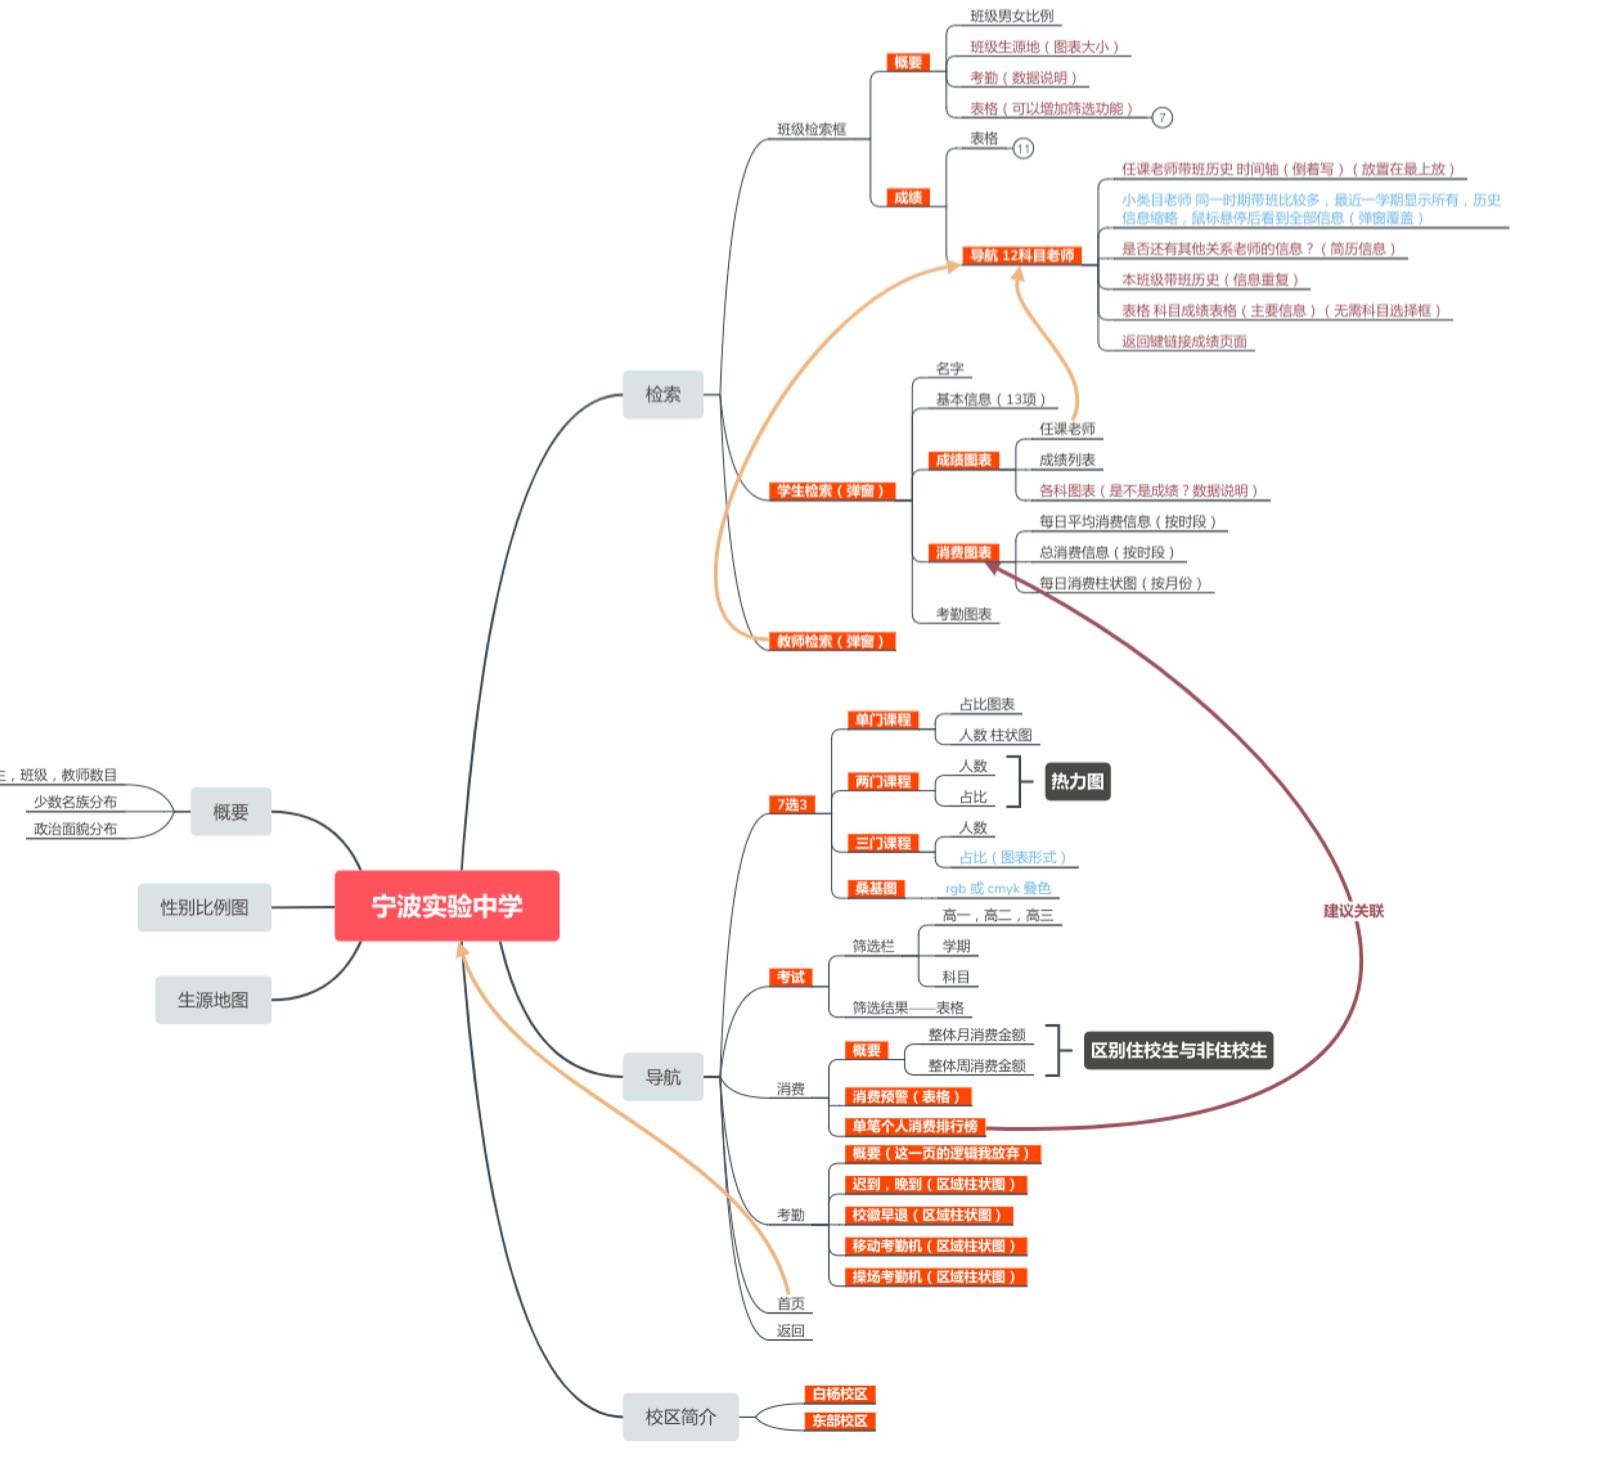 宁波实验中学
概要
，班级，教师数目
少数名族分布
政治面貌分布
性别比例图
生源地图
检索
班级检索框
概要
班级男女比例
班级生源地（图表大小）
考勤（数据说明）
表格（可以增加筛选功能）
7
成绩
表格
11
导航 12科目老师
任课老师带班历史 时间轴（倒着写）（放置在最上放）
小类目老师 同一时期带班比较多，最近一学期显示所有，历史
信息缩略，鼠标悬停后看到全部信息（弹窗覆盖）
是否还有其他关系老师的信息？（简历信息）
本班级带班历史（信息重复）
表格 科目成绩表格（主要信息）（无需科目选择框）
返回键链接成绩页面
学生检索（弹窗）
名字
基本信息（13项）
成绩图表
任课老师
成绩列表
各科图表（是不是成绩？数据说明）
消费图表
每日平均消费信息（按时段）
总消费信息（按时段）
每日消费柱状图（按月份）
考勤图表
教师检索（弹窗）
导航
7选3
单门课程
占比图表
人数 柱状图
两门课程
人数
占比
热力图
三门课程
人数
占比（图表形式）
桑基图
rgb 或 cmyk 叠色
考试
筛选栏
高一，高二，高三
学期
科目
筛选结果——表格
消费
概要
整体月消费金额
整体周消费金额
区别住校生与非住校生
消费预警（表格）
单笔个人消费排行榜
建议关联
考勤
概要（这一页的逻辑我放弃）
迟到，晚到（区域柱状图）
校徽早退（区域柱状图）
移动考勤机（区域柱状图）
操场考勤机（区域柱状图）
首页
返回
校区简介
白杨校区
东部校区